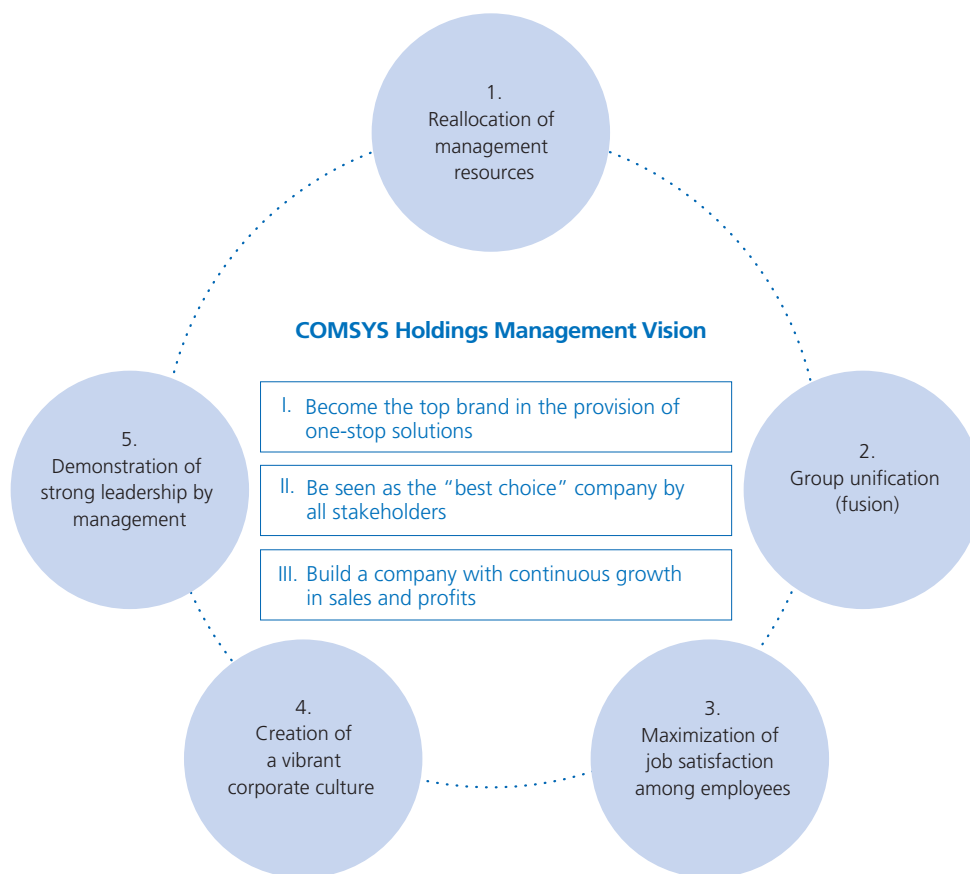 1.
Reallocation of
management
resources
COMSYS Holdings Management Vision
I. Become the top brand in the provision of
one-stop solutions
II. Be seen as the “best choice” company by
all stakeholders
III. Build a company with continuous growth
in sales and profits
2.
Group unification
(fusion)
3.
Maximization of
job satisfaction
among employees
4.
Creation of
a vibrant
corporate culture
5.
Demonstration of
strong leadership by
management